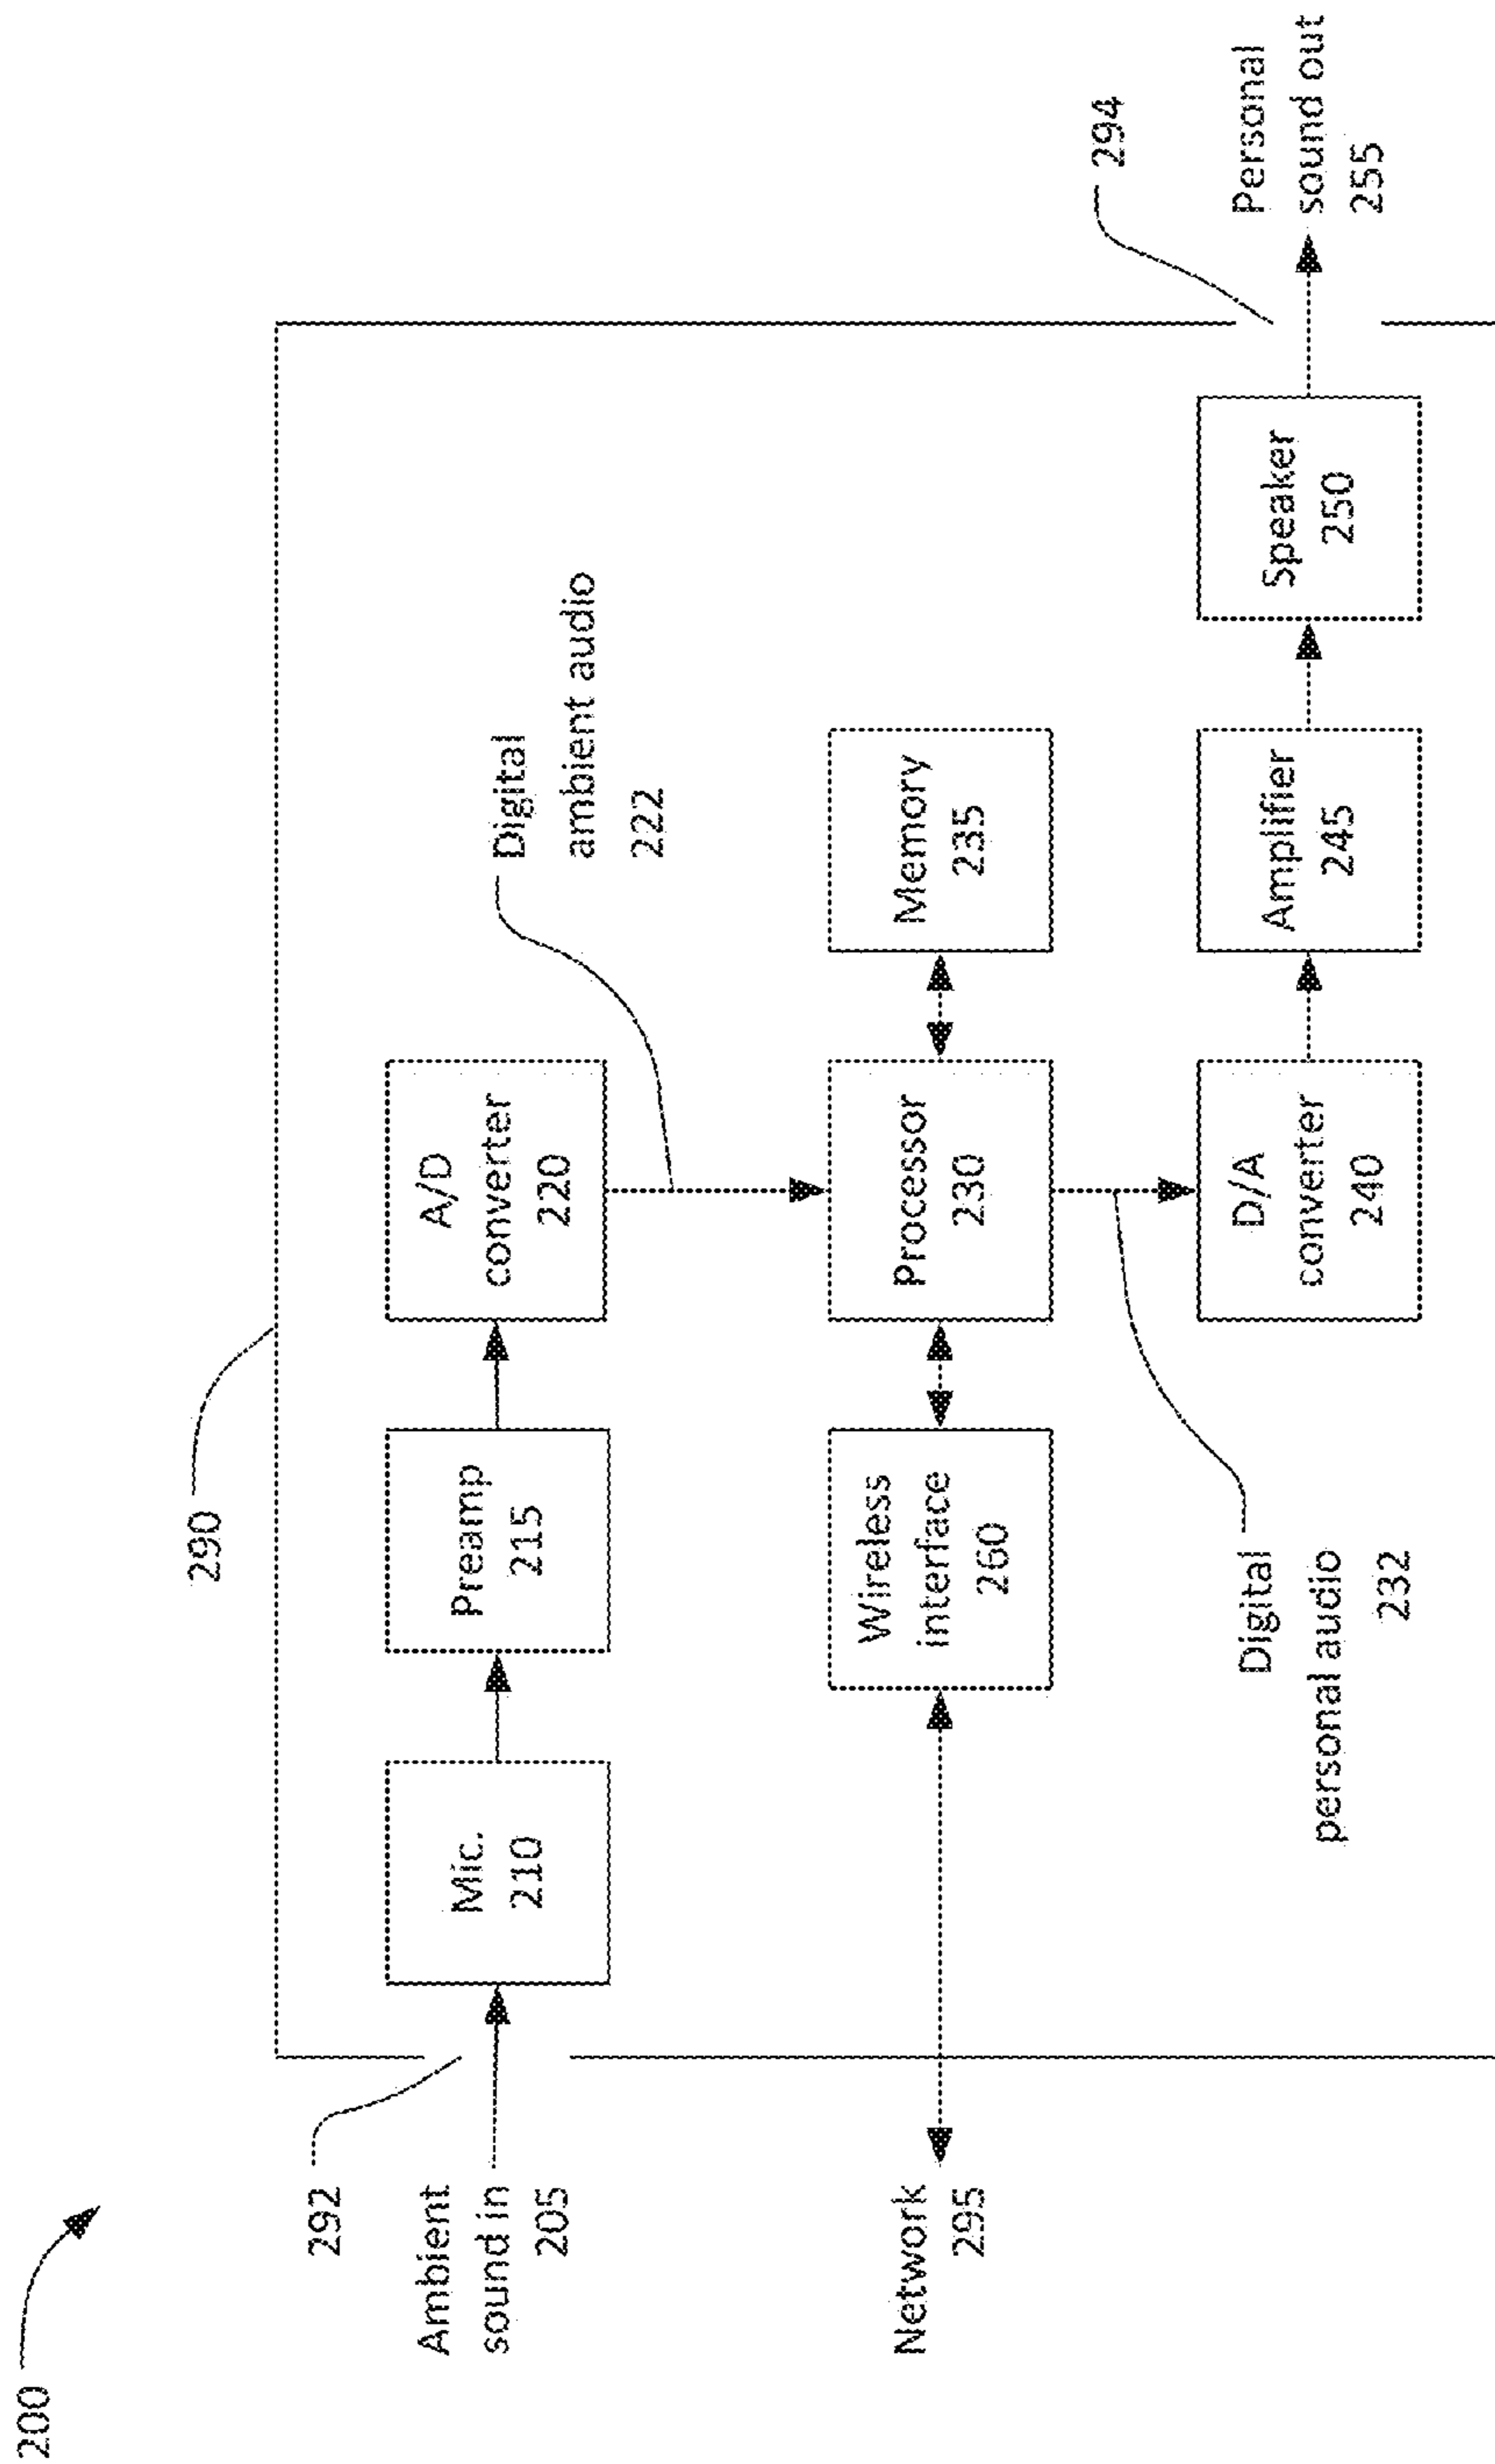 200
290
292
Ambient
sound in
205
Mic.
210
Preamp
215
A/D
converter
220
Digital
ambient audio
222
Network
295
Wireless
interface
260
Processor
230
Memory
235
294
Digital
personal audio
232
D/A
converter
240
Amplifier
245
Speaker
250
Personal
sound out
255